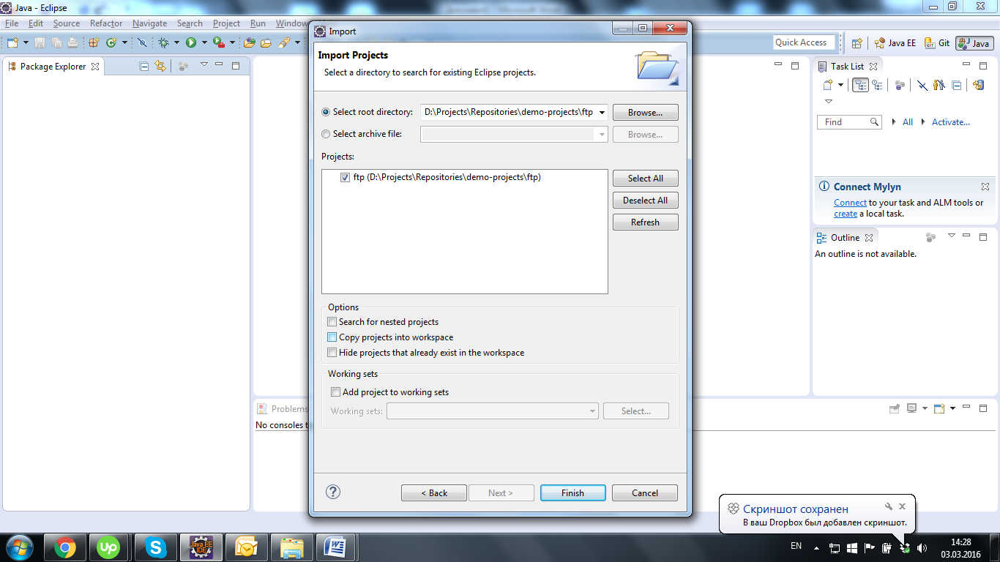 Java - Eclipse
File Edit Source Refactor Navigate Search Project Run Window
Quick Access
Java EE
Git
Java
Package Explorer
Import
Import Projects
Select a directory to search for existing Eclipse projects.
Select root directory: D:\Projects\Repositories\demo-projects\ftp Browse...
Select archive file: Browse...
Projects:
ftp (D:\Projects\Repositories\demo-projects\ftp)
Select All
Deselect All
Refresh
Options
Search for nested projects
Copy projects into workspace
Hide projects that already exist in the workspace
Working sets
Add project to working sets
Working sets: Select...
? < Back Next > Finish Cancel
Task List
Find All Activate...
Connect Mylyn
Connect to your task and ALM tools or
create a local task.
Outline
An outline is not available.
Problems
No consoles t
Скриншот сохранен
В ваш Dropbox был добавлен скриншот.
up
Java EE
IDE
EN
14:28
03.03.2016